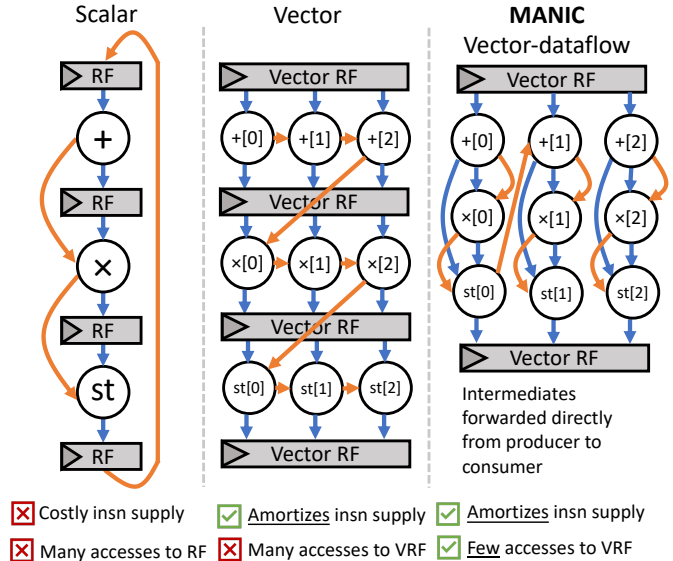 Scalar
RF
+
RF
×
RF
st
RF
Costly insn supply
Many accesses to RF
Vector
Vector RF
+[0] +[1] +[2]
Vector RF
×[0] ×[1] ×[2]
Vector RF
st[0] st[1] st[2]
Vector RF
Amortizes insn supply
Many accesses to VRF
MANIC
Vector-dataflow
Vector RF
+[0] +[1] +[2]
×[0] ×[1] ×[2]
st[0] st[1] st[2]
Vector RF
Intermediates
forwarded directly
from producer to
consumer
Amortizes insn supply
Few accesses to VRF